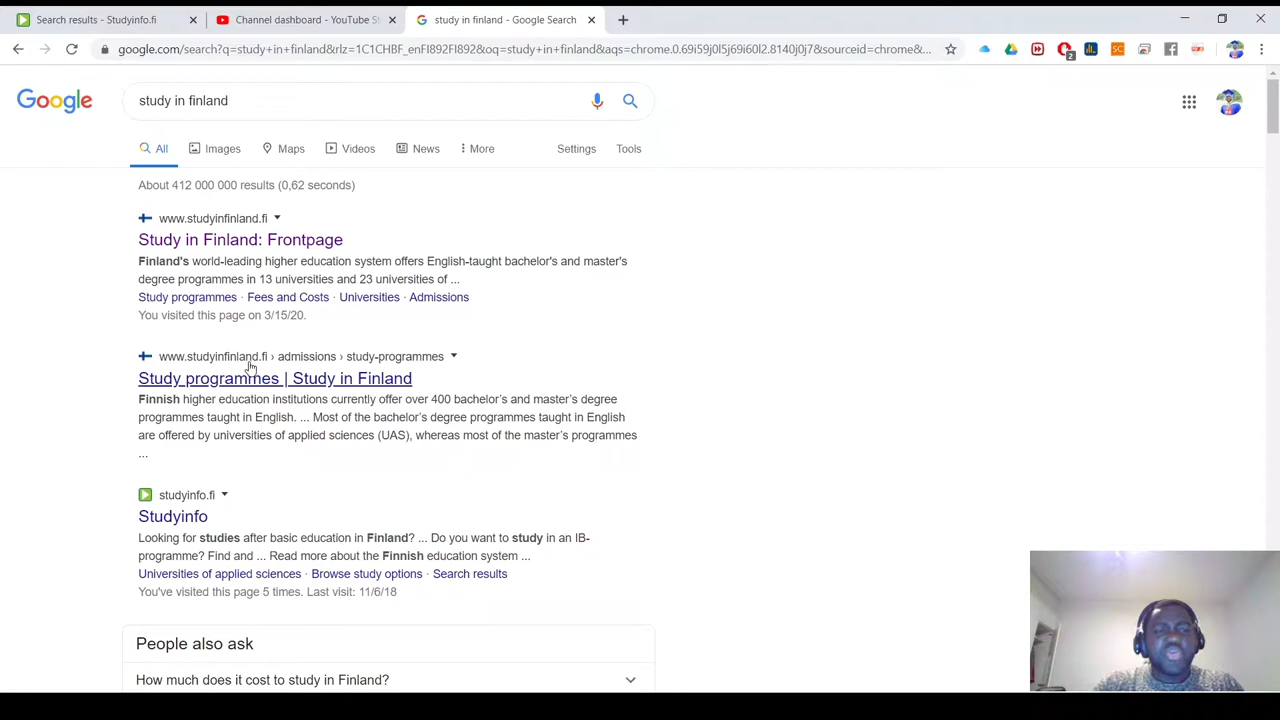 Search results - Studyinfo.fi
Channel dashboard - YouTube St
study in finland - Google Search
google.com/search?q=study+in+finland&rlz=1C1CHBF_enFI892FI892&oq=study+in+finland&aqs=chrome.0.69i59j0l5j69i60l2.8140j0j7&sourceid=chrome&...
Google
study in finland
All
Images
Maps
Videos
News
More
Settings
Tools
About 412 000 000 results (0,62 seconds)
www.studyinfinland.fi
Study in Finland: Frontpage
Finland's world-leading higher education system offers English-taught bachelor's and master's
degree programmes in 13 universities and 23 universities of ...
Study programmes · Fees and Costs · Universities · Admissions
You visited this page on 3/15/20.
www.studyinfinland.fi › admissions › study-programmes
Study programmes | Study in Finland
Finnish higher education institutions currently offer over 400 bachelor's and master's degree
programmes taught in English. ... Most of the bachelor's degree programmes taught in English
are offered by universities of applied sciences (UAS), whereas most of the master's programmes
...
studyinfo.fi
Studyinfo
Looking for studies after basic education in Finland? ... Do you want to study in an IB-
programme? Find and ... Read more about the Finnish education system ...
Universities of applied sciences · Browse study options · Search results
You've visited this page 5 times. Last visit: 11/6/18
People also ask
How much does it cost to study in Finland?